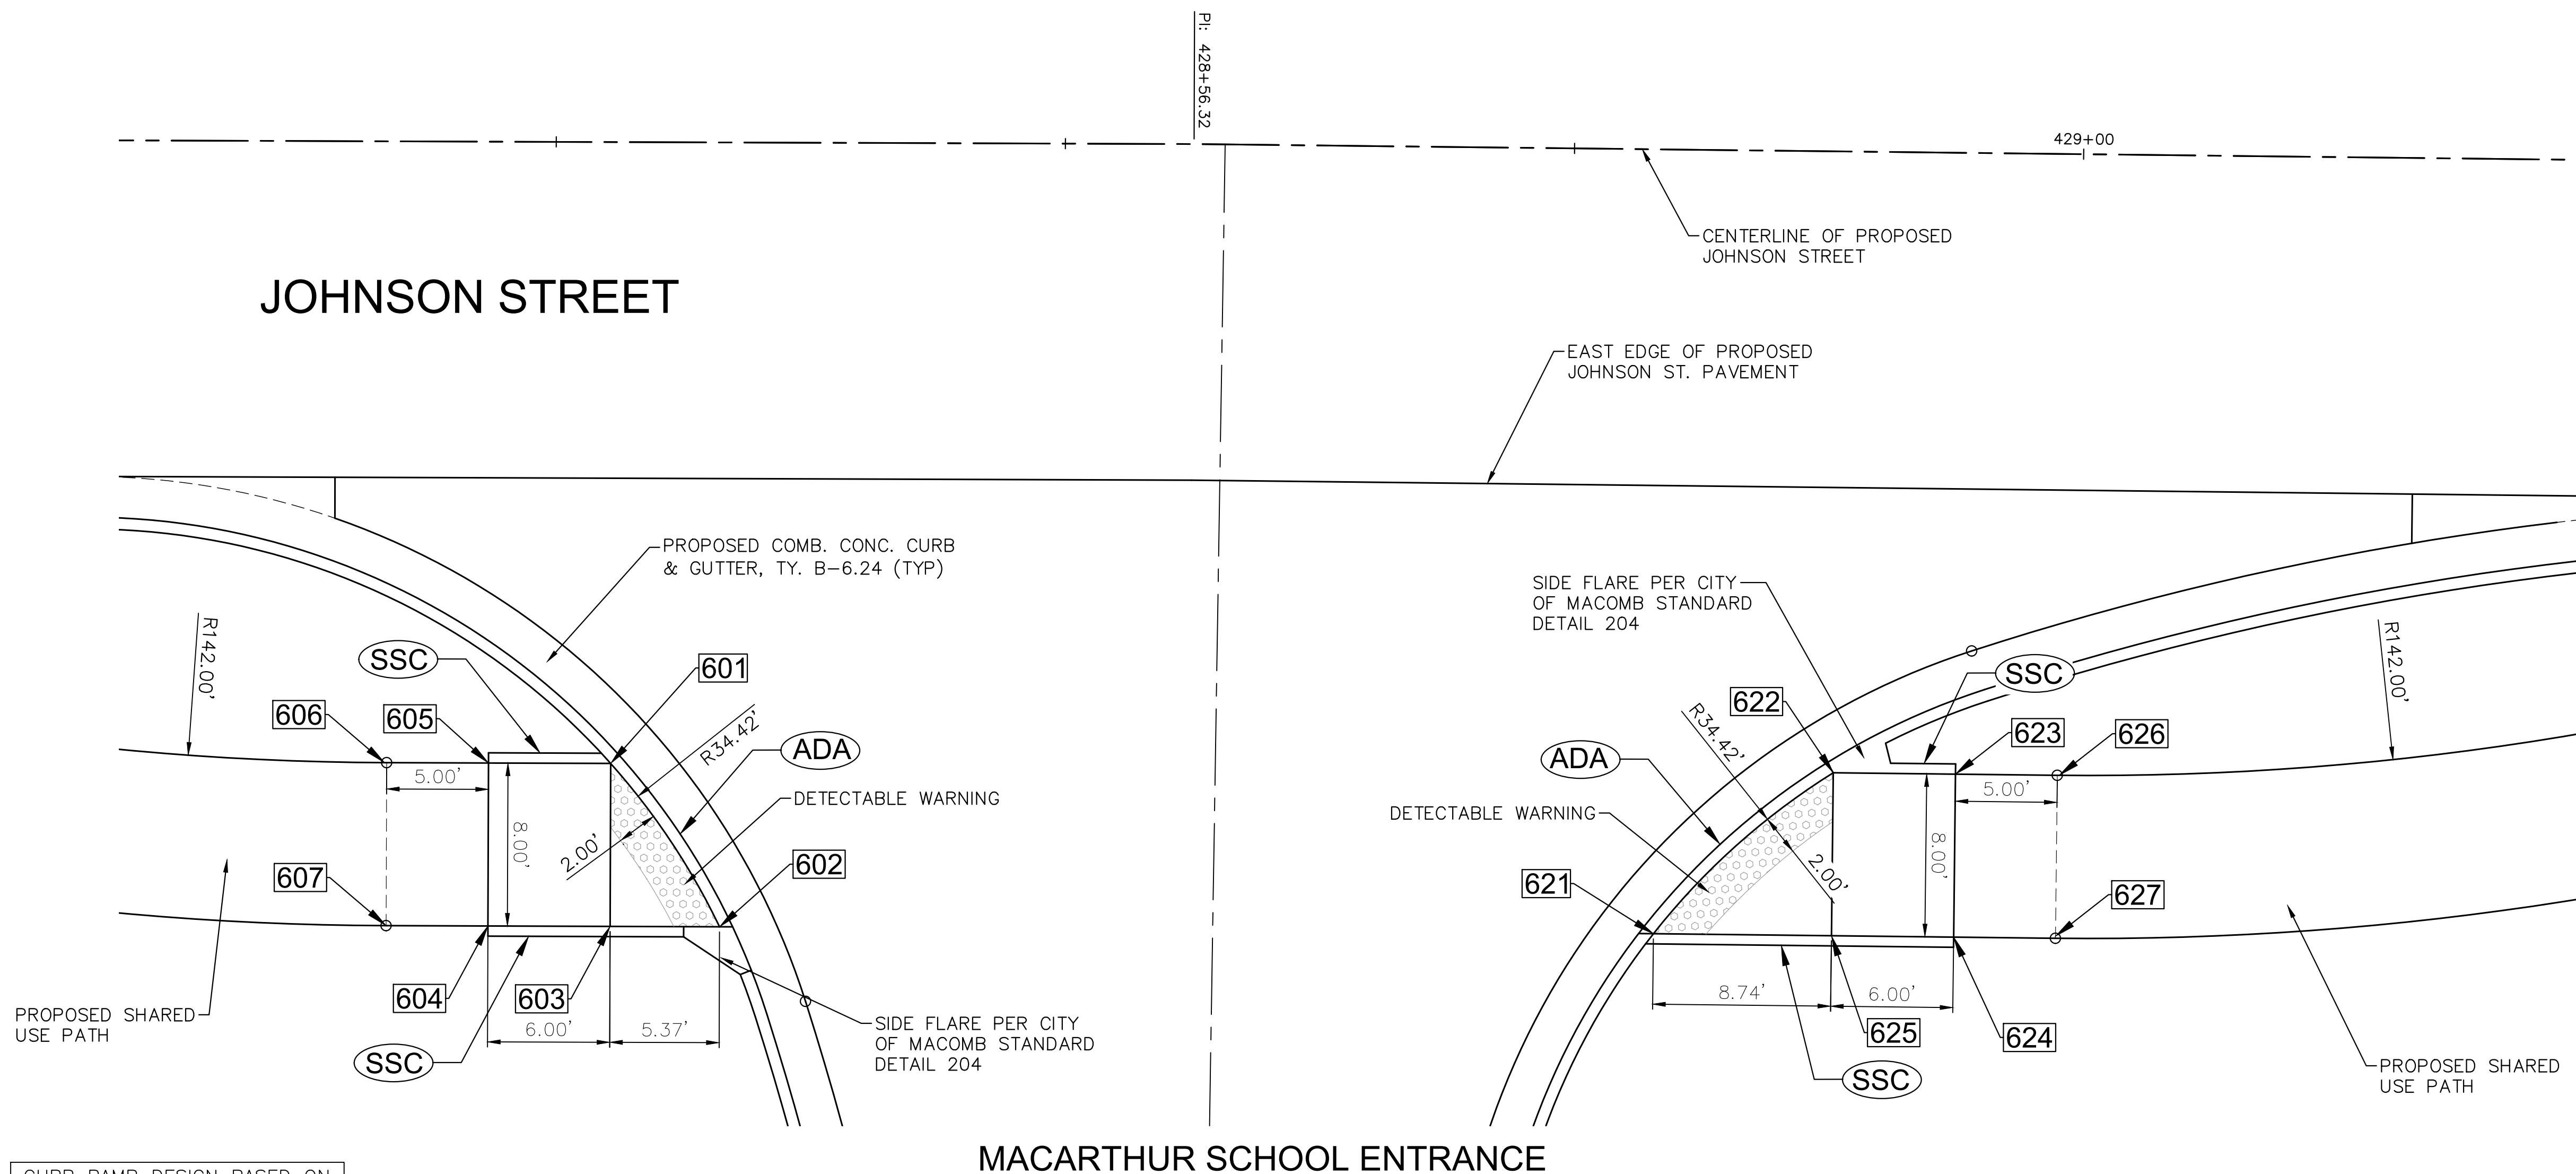 PI: 428+56.32
429+00
CENTERLINE OF PROPOSED
JOHNSON STREET
JOHNSON STREET
EAST EDGE OF PROPOSED
JOHNSON ST. PAVEMENT
PROPOSED COMB. CONC. CURB
& GUTTER, TY. B-6.24 (TYP)
SIDE FLARE PER CITY
OF MACOMB STANDARD
DETAIL 204
R142.00'
SSC
601
606
605
R34.42'
ADA
5.00'
DETECTABLE WARNING
8.00'
2.00'
602
607
604
603
6.00'
5.37'
SSC
PROPOSED SHARED
USE PATH
SIDE FLARE PER CITY
OF MACOMB STANDARD
DETAIL 204
SSC
R142.00'
622
623
626
R34.42'
ADA
5.00'
DETECTABLE WARNING
8.00'
2.00'
621
627
8.74'
6.00'
625
624
SSC
PROPOSED SHARED
USE PATH
MACARTHUR SCHOOL ENTRANCE
CURB RAMP DESIGN BASED ON